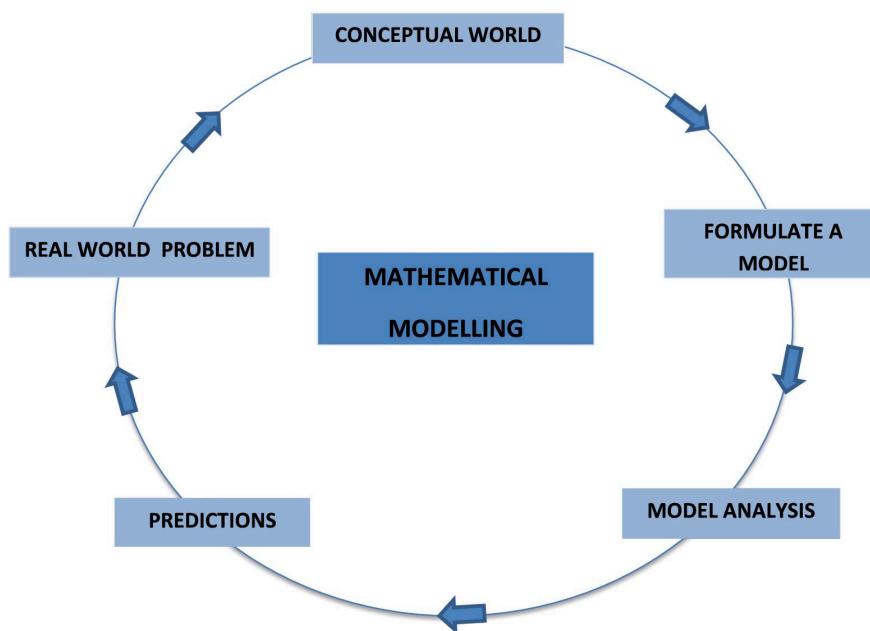 CONCEPTUAL WORLD
FORMULATE A
MODEL
REAL WORLD PROBLEM
MATHEMATICAL
MODELLING
MODEL ANALYSIS
PREDICTIONS